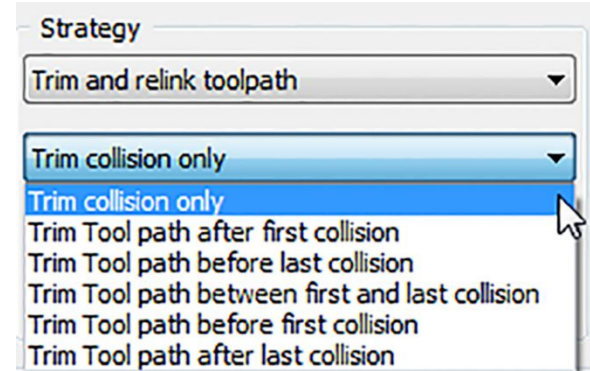 Strategy
Trim and relink toolpath
Trim collision only
Trim collision only
Trim Tool path after first collision
Trim Tool path before last collision
Trim Tool path between first and last collision
Trim Tool path before first collision
Trim Tool path after last collision